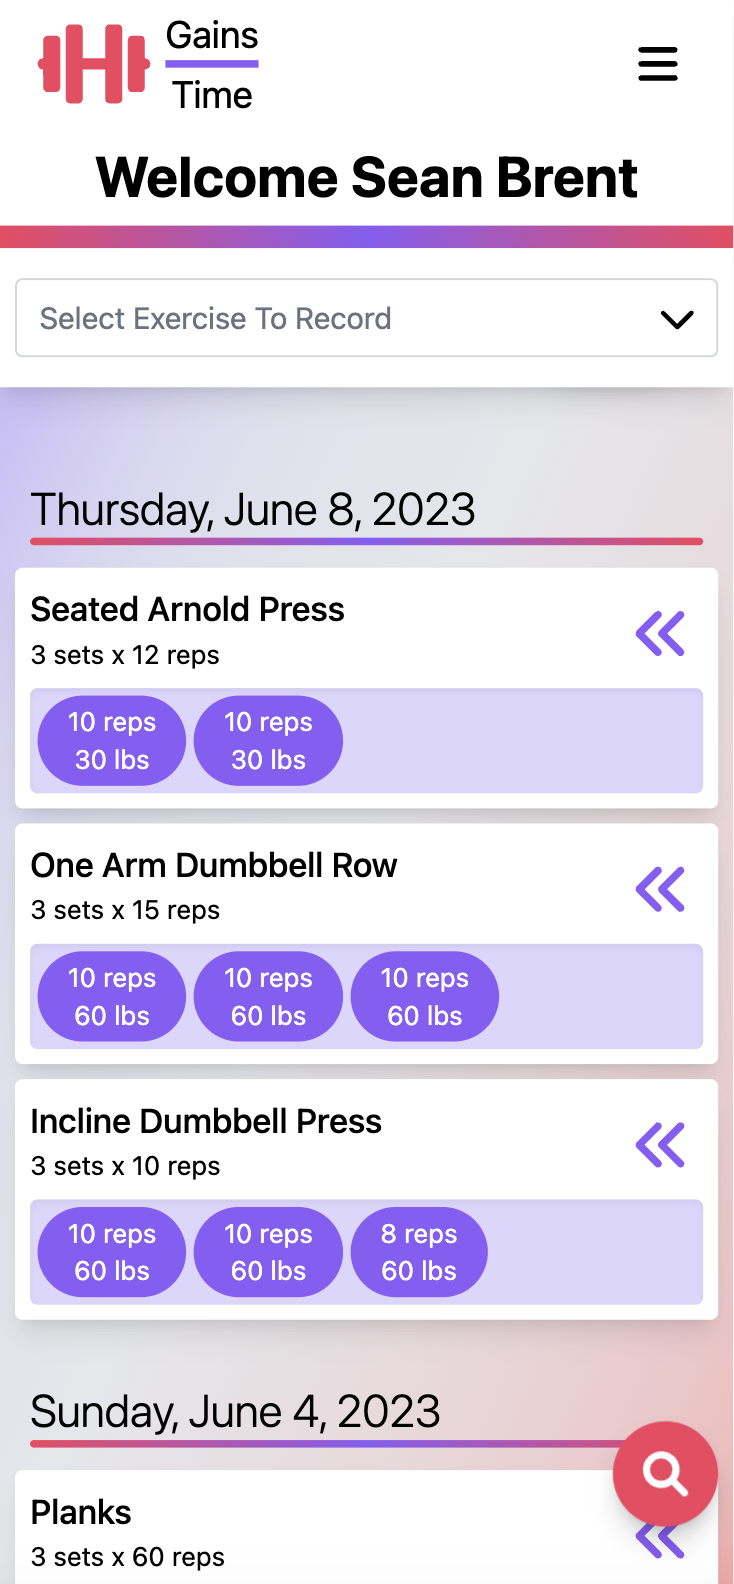 Gains
Time
Welcome Sean Brent
Select Exercise To Record
Thursday, June 8, 2023
Seated Arnold Press
3 sets x 12 reps
10 reps 10 reps
30 lbs 30 lbs
One Arm Dumbbell Row
3 sets x 15 reps
10 reps 10 reps 10 reps
60 lbs 60 lbs 60 lbs
Incline Dumbbell Press
3 sets x 10 reps
10 reps 10 reps 8 reps
60 lbs 60 lbs 60 lbs
Sunday, June 4, 2023
Planks
3 sets x 60 reps